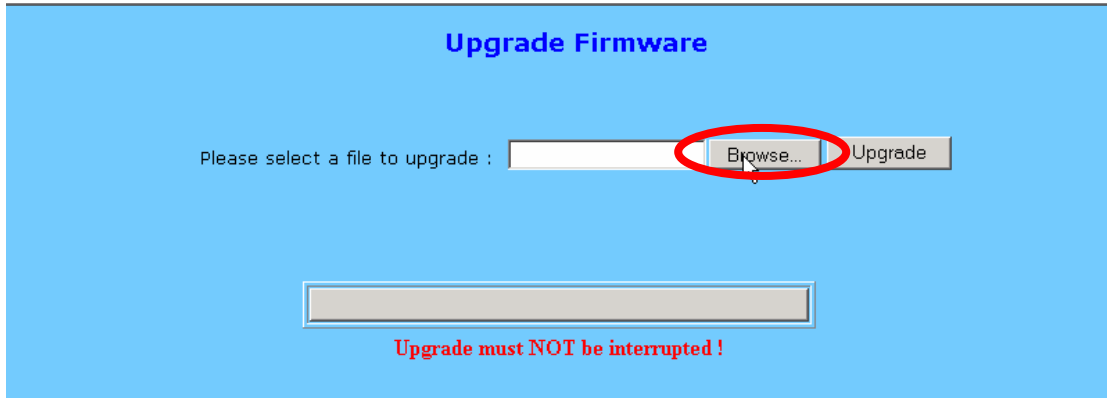 Upgrade Firmware
Please select a file to upgrade : Browse... Upgrade
Upgrade must NOT be interrupted !